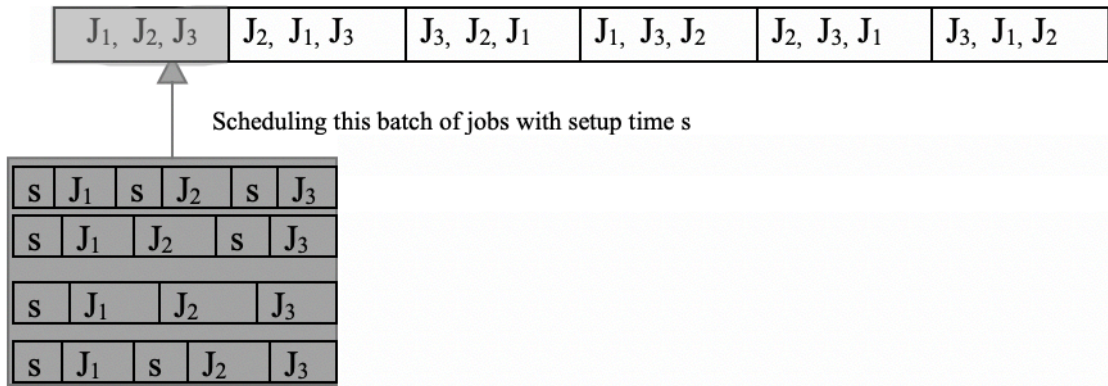 J₁, J₂, J₃ J₂, J₁, J₃ J₃, J₂, J₁ J₁, J₃, J₂ J₂, J₃, J₁ J₃, J₁, J₂
Scheduling this batch of jobs with setup time s
s J₁ s J₂ s J₃
s J₁ J₂ s J₃
s J₁ J₂ J₃
s J₁ s J₂ J₃